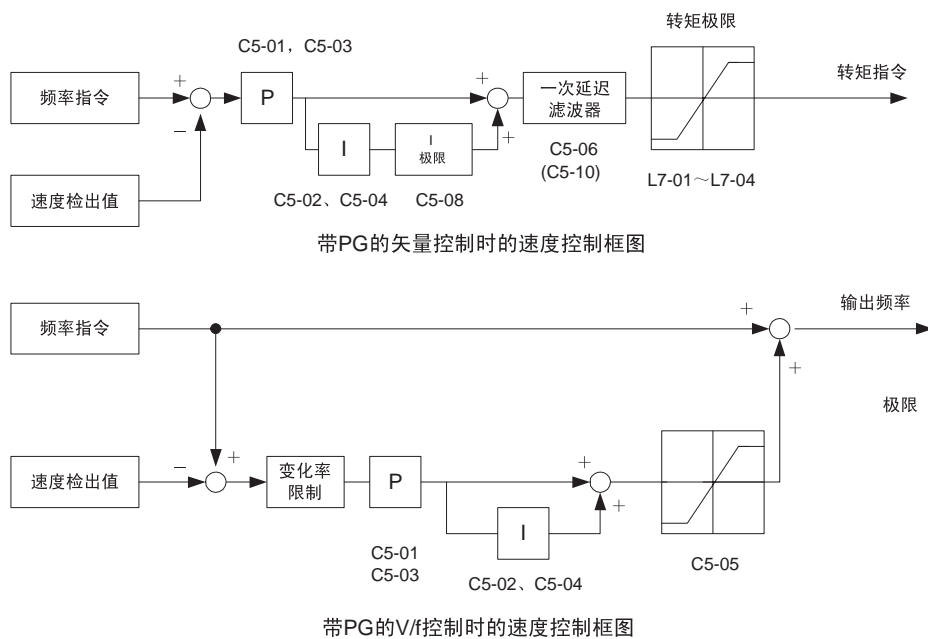 转矩极限
C5-01，C5-03
转矩指令
频率指令
+
P
+
一次延迟
滤波器
−
+
I
I
极限
C5-06
(C5-10)
速度检出值
C5-02、C5-04
C5-08
L7-01～L7-04
带PG的矢量控制时的速度控制框图
输出频率
频率指令
+
+
极限
速度检出值
−
+
变化率
限制
P
+
+
I
C5-01
C5-03
C5-02、C5-04
C5-05
带PG的V/f控制时的速度控制框图